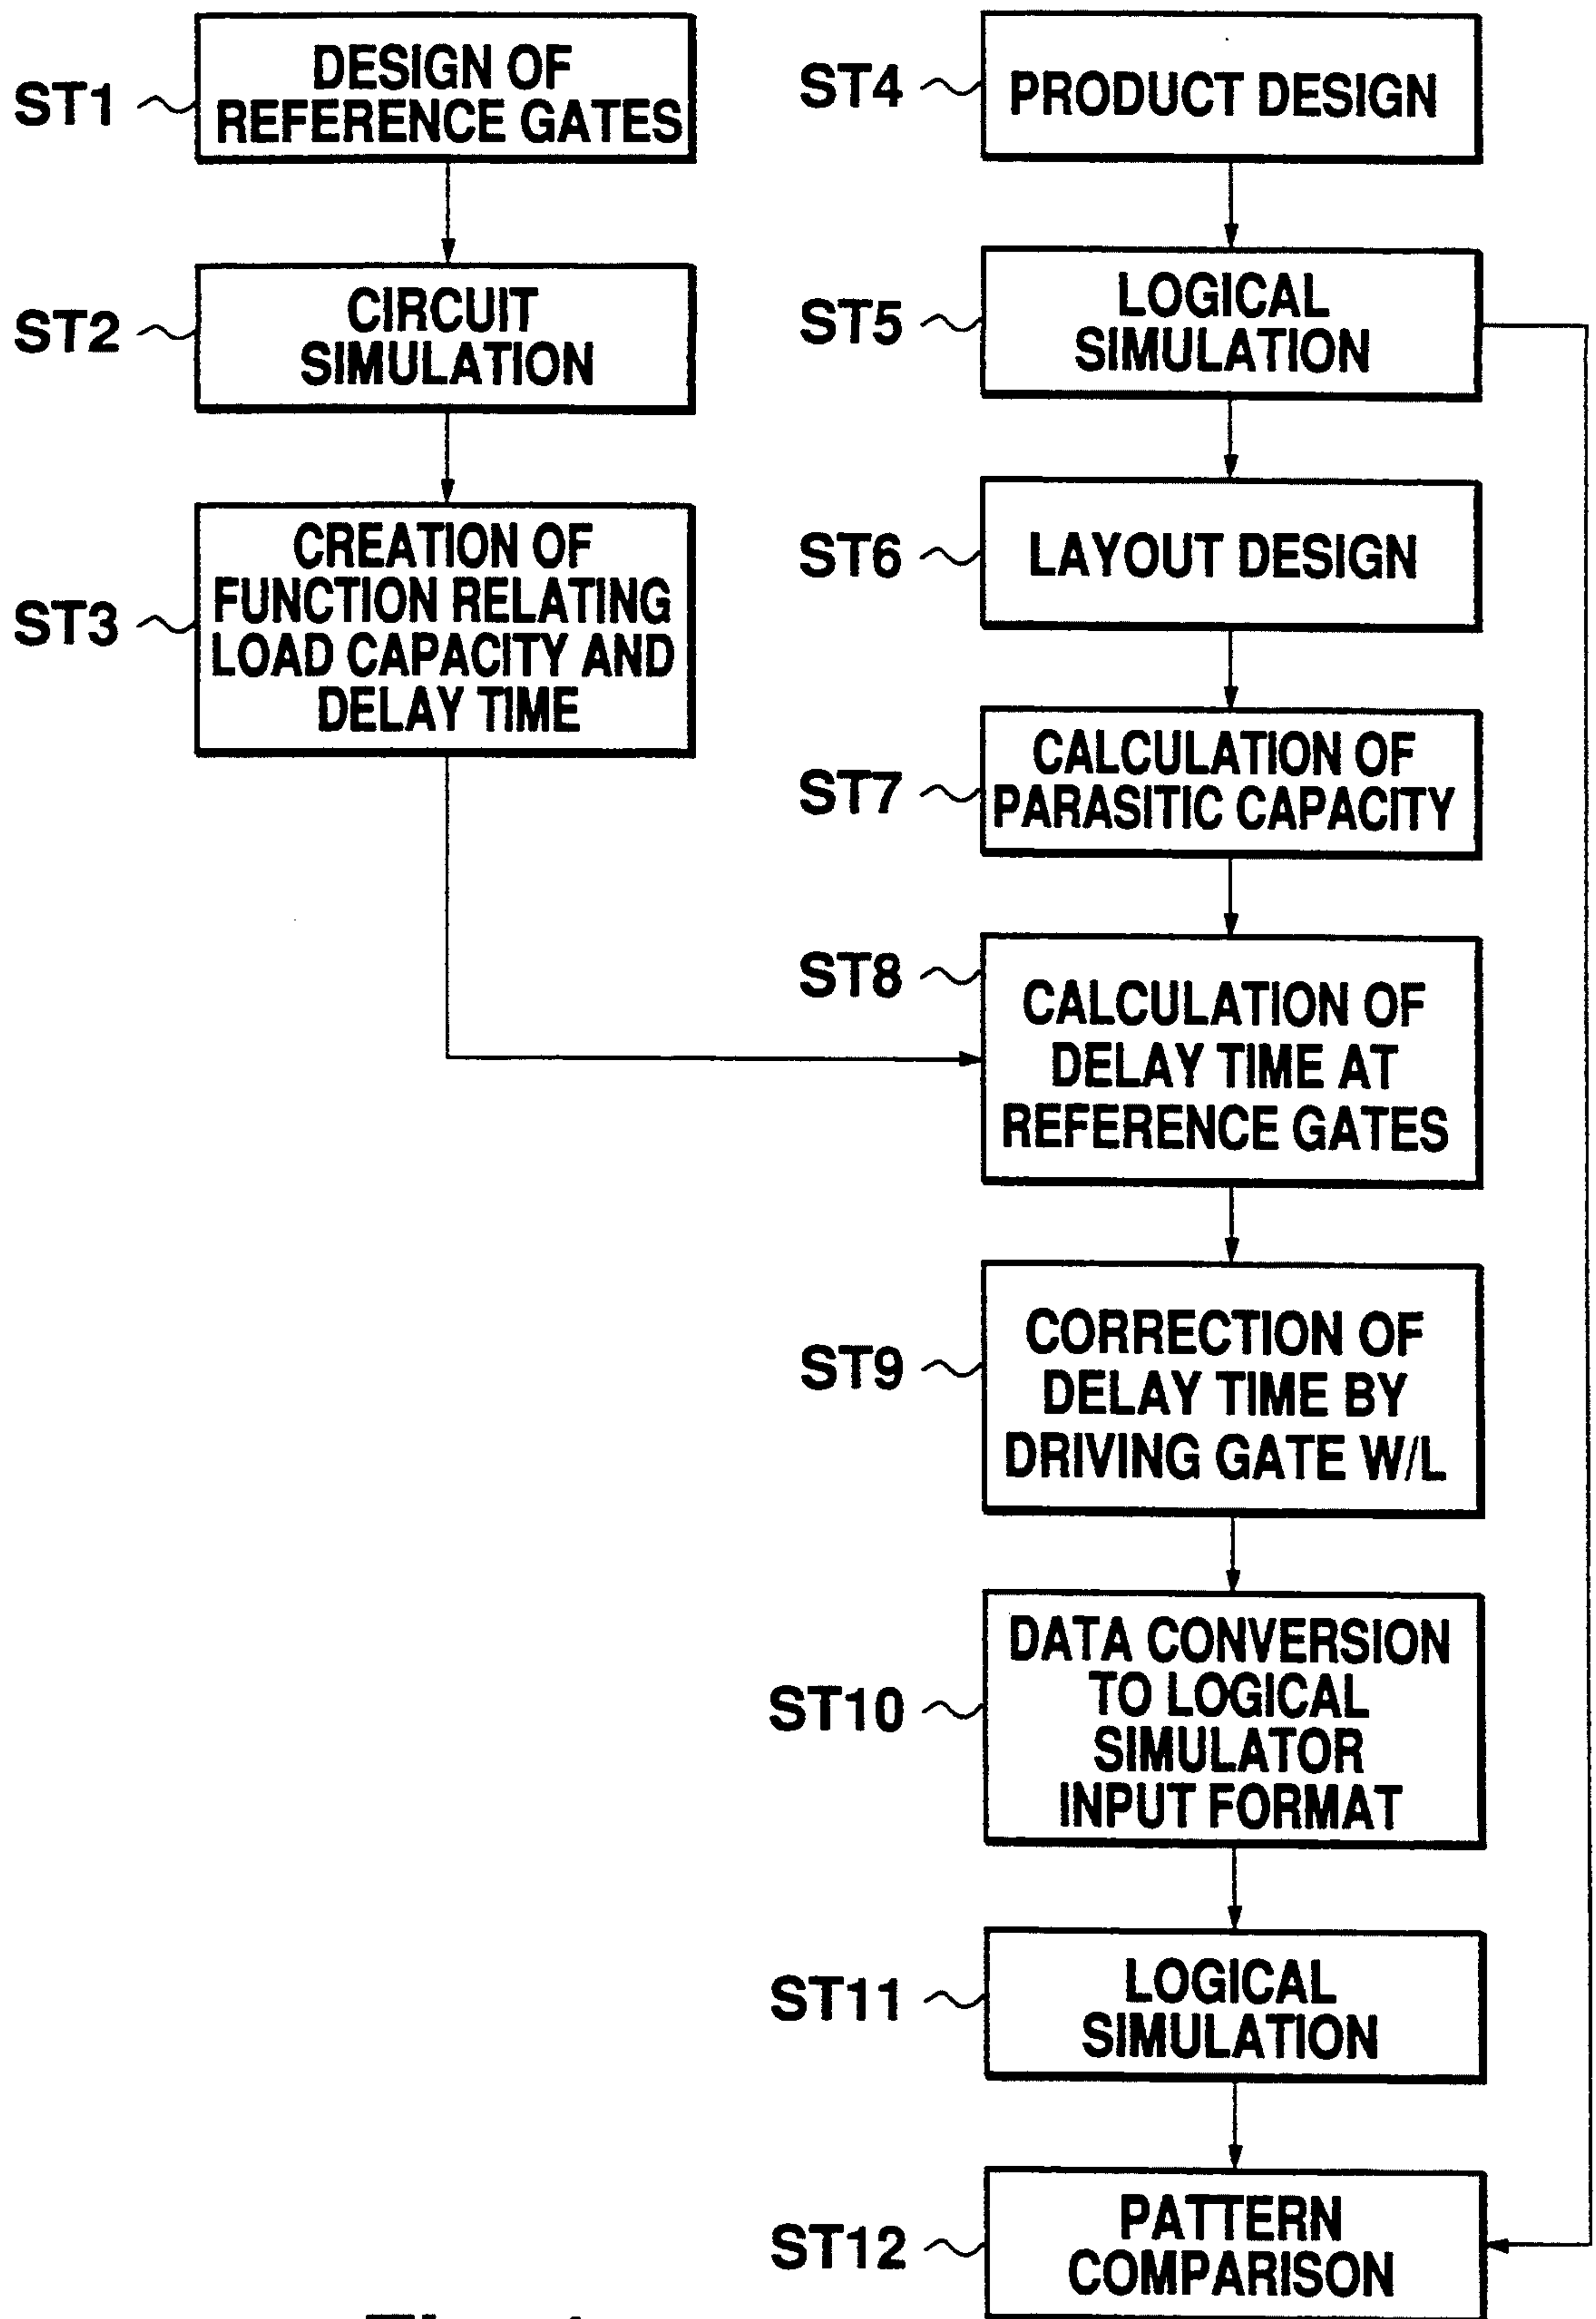 ST1
DESIGN OF
REFERENCE GATES
ST2
CIRCUIT
SIMULATION
ST3
CREATION OF
FUNCTION RELATING
LOAD CAPACITY AND
DELAY TIME
ST4
PRODUCT DESIGN
ST5
LOGICAL
SIMULATION
ST6
LAYOUT DESIGN
ST7
CALCULATION OF
PARASITIC CAPACITY
ST8
CALCULATION OF
DELAY TIME AT
REFERENCE GATES
ST9
CORRECTION OF
DELAY TIME BY
DRIVING GATE W/L
ST10
DATA CONVERSION
TO LOGICAL
SIMULATOR
INPUT FORMAT
ST11
LOGICAL
SIMULATION
ST12
PATTERN
COMPARISON